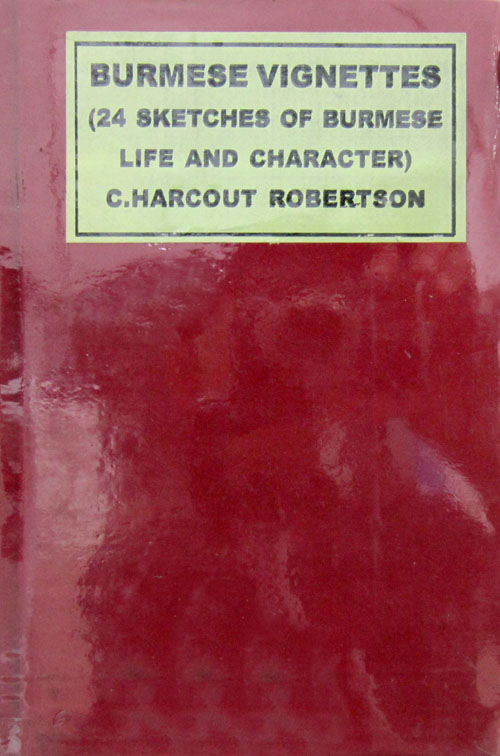 BURMESE VIGNETTES
(24 SKETCHES OF BURMESE
LIFE AND CHARACTER)
C.HARCOUT ROBERTSON